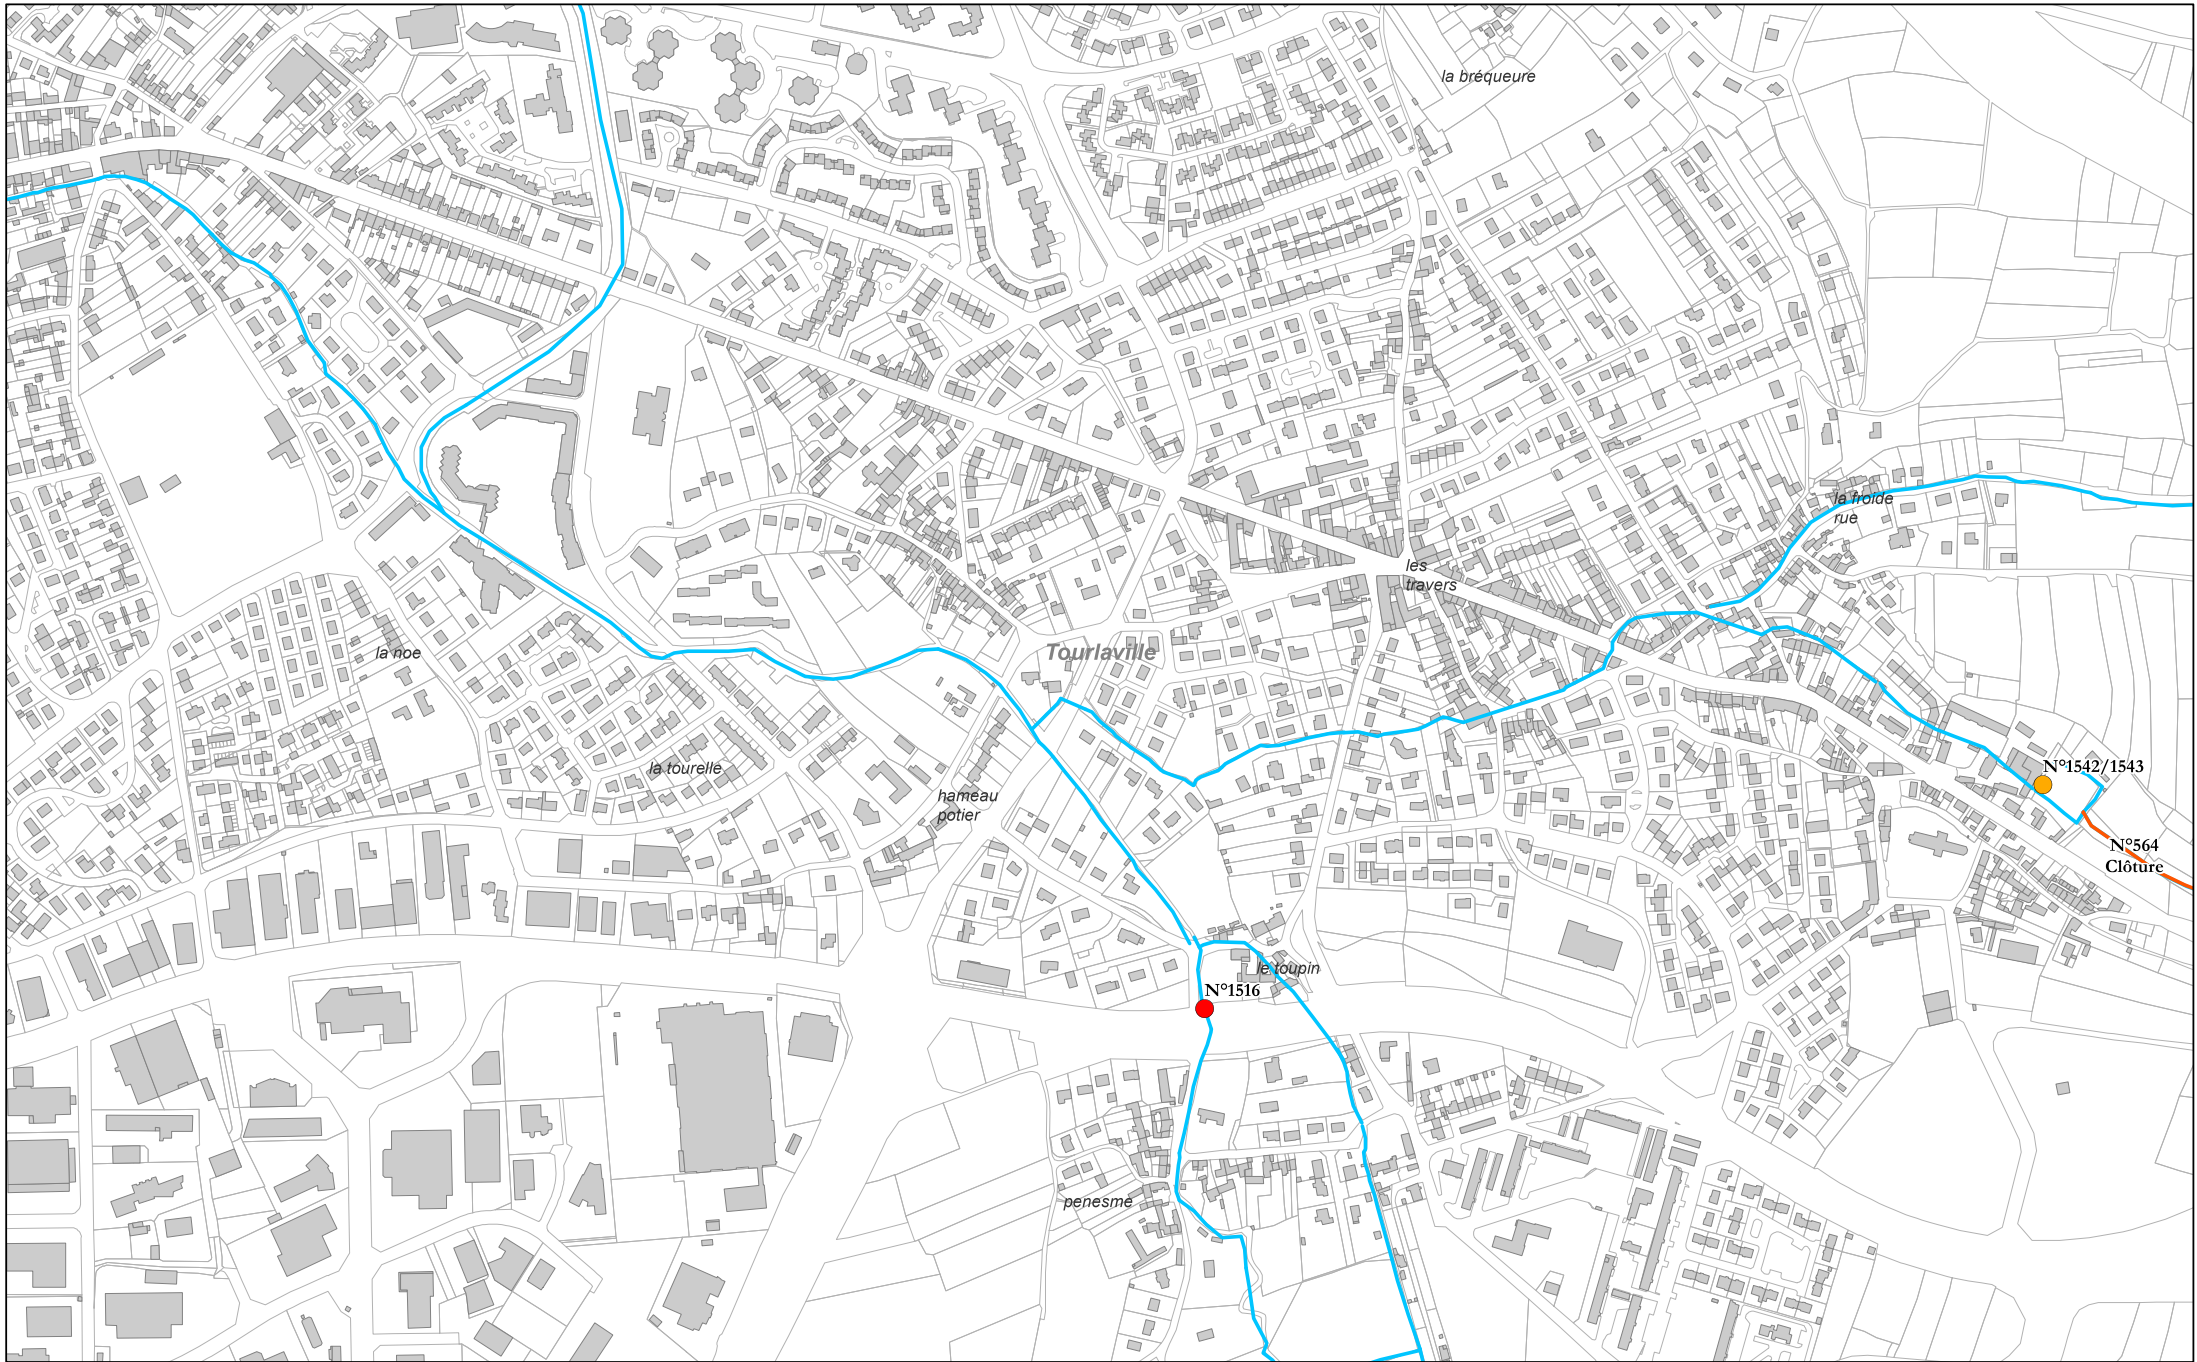 la bréqueure
la froide
rue
les
travers
Tourlaville
la noe
la tourelle
hameau
potier
N°1542/1543
N°564
Clôture
le toupin
N°1516
penesme